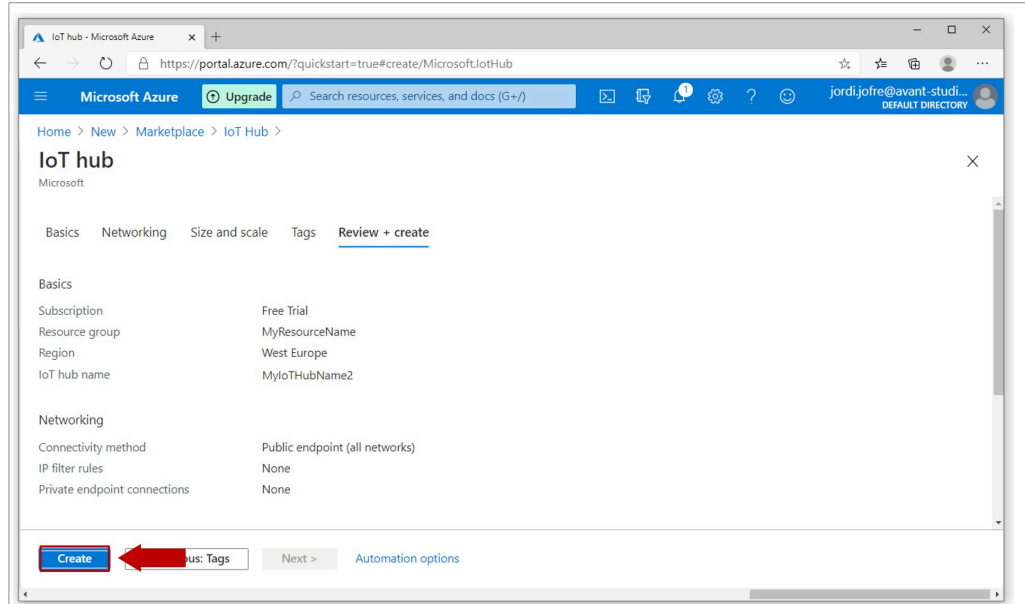 IoT hub - Microsoft Azure
https://portal.azure.com/?quickstart=true#create/Microsoft.IotHub
Microsoft Azure
Upgrade
Search resources, services, and docs (G+/)
1
jordi.jofre@avant-studi...
DEFAULT DIRECTORY
Home > New > Marketplace > IoT Hub >
IoT hub
Microsoft
Basics Networking Size and scale Tags Review + create
Basics
Subscription Free Trial
Resource group MyResourceName
Region West Europe
IoT hub name MyIoTHubName2
Networking
Connectivity method Public endpoint (all networks)
IP filter rules None
Private endpoint connections None
Create ous: Tags Next > Automation options